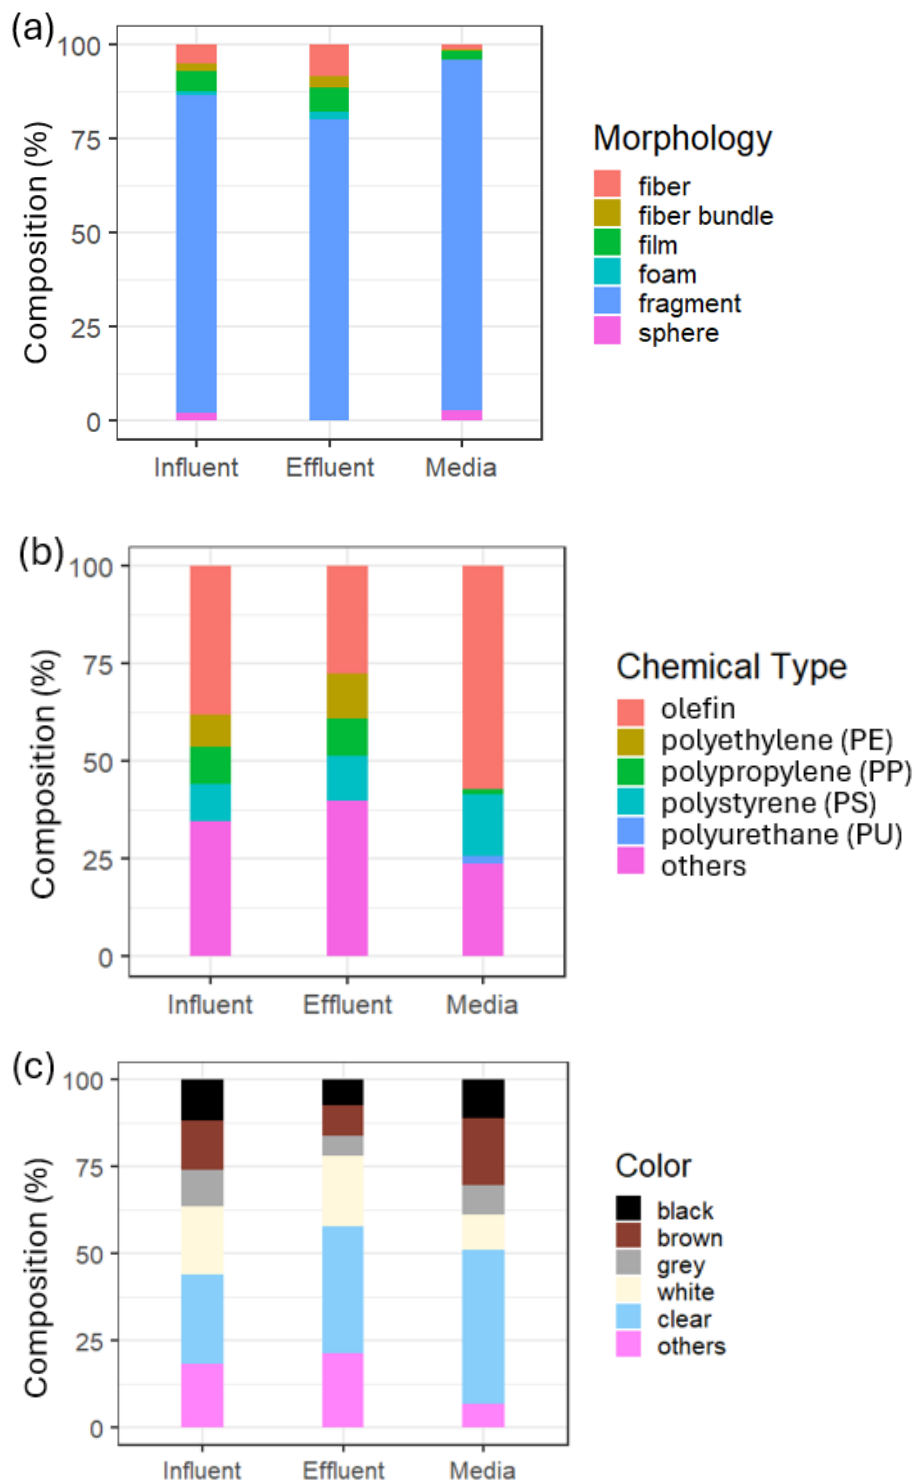 (a)
Composition (%)
100
75
50
25
0
Influent Effluent Media
Morphology
fiber
fiber bundle
film
foam
fragment
sphere
(b)
Composition (%)
100
75
50
25
0
Influent Effluent Media
Chemical Type
olefin
polyethylene (PE)
polypropylene (PP)
polystyrene (PS)
polyurethane (PU)
others
(c)
Composition (%)
100
75
50
25
0
Influent Effluent Media
Color
black
brown
grey
white
clear
others